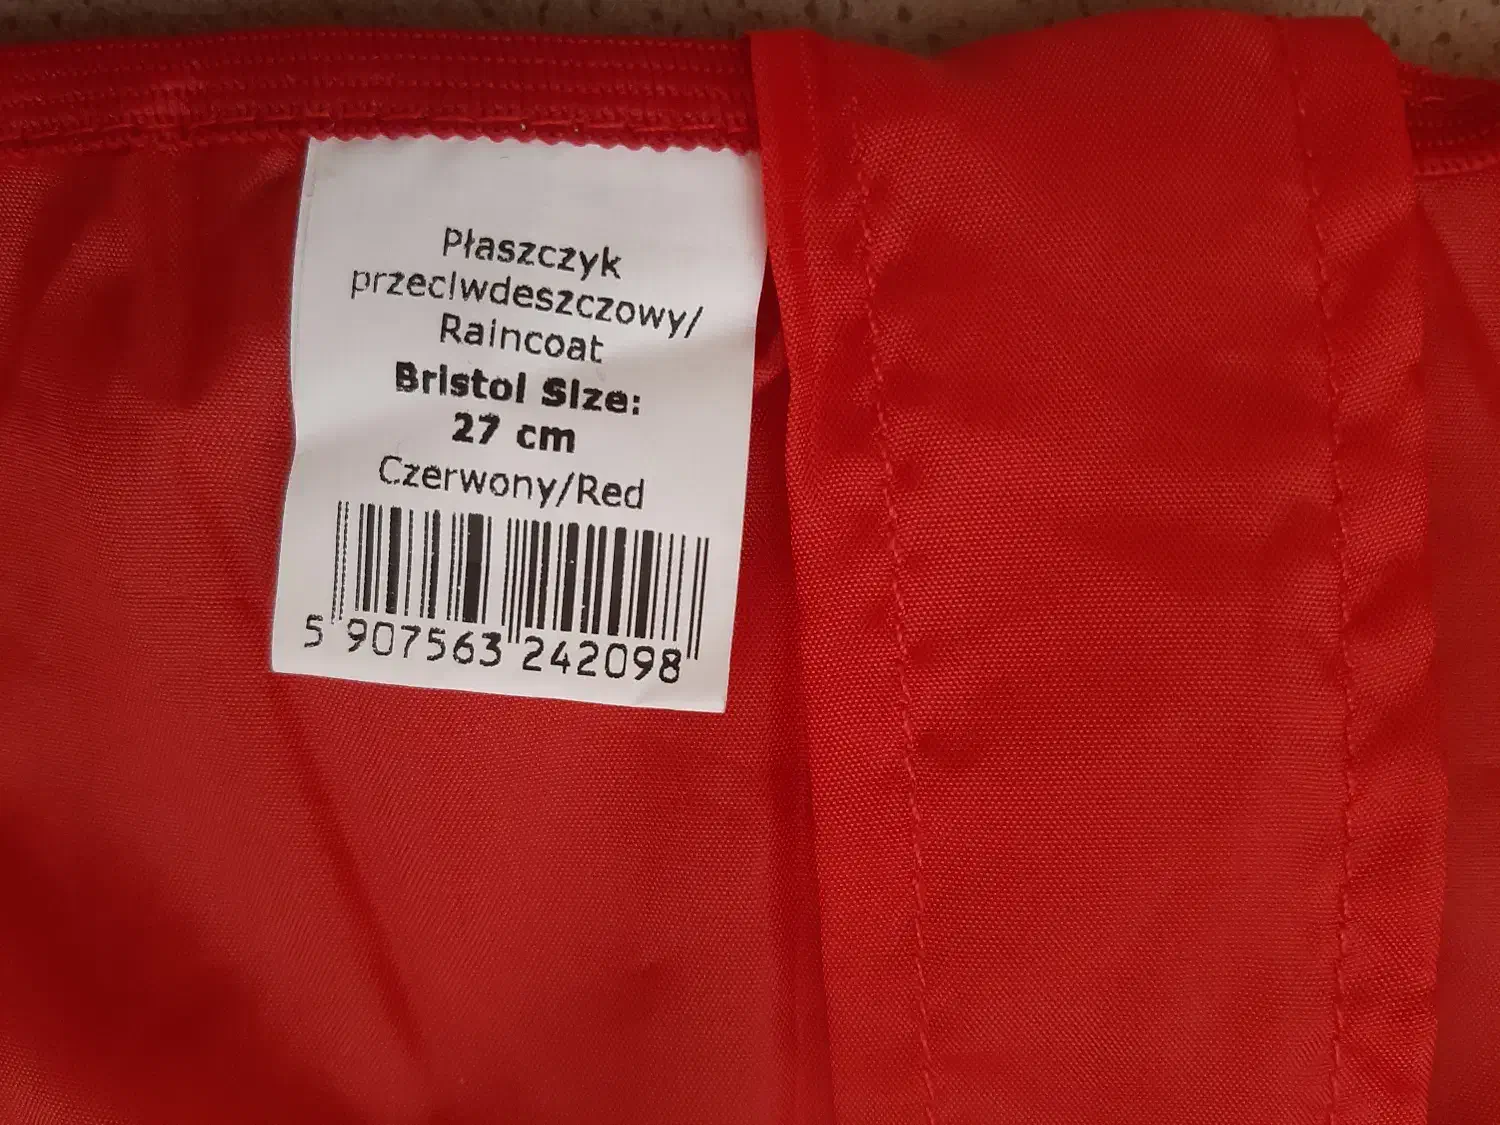 Płaszczyk
przeciwdeszczowy/
Raincoat
Bristol Size:
27 cm
Czerwony/Red
5 907563 242098